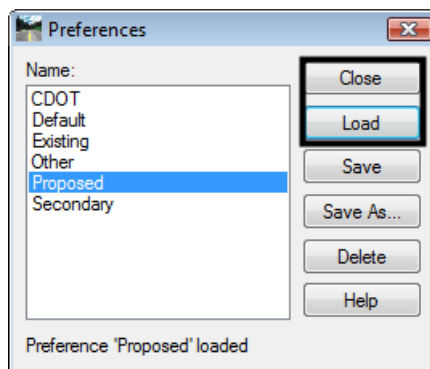 Preferences
Name:
CDOT
Default
Existing
Other
Proposed
Secondary
Close
Load
Save
Save As...
Delete
Help
Preference 'Proposed' loaded